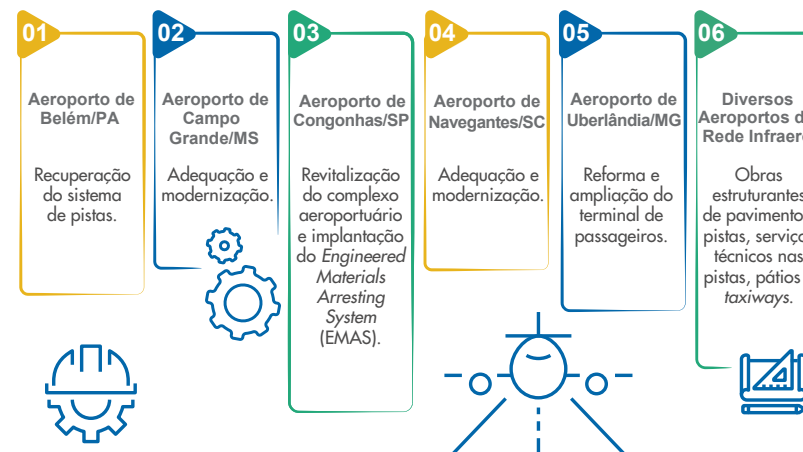 01
Aeroporto de
Belém/PA
Recuperação
do sistema
de pistas.
02
Aeroporto de
Campo
Grande/MS
Adequação e
modernização.
03
Aeroporto de
Congonhas/SP
Revitalização
do complexo
aeroportuário
e implantação
do Engineered
Materials
Arresting
System
(EMAS).
04
Aeroporto de
Navegantes/SC
Adequação e
modernização.
05
Aeroporto de
Uberlândia/MG
Reforma e
ampliação do
terminal de
passageiros.
06
Diversos
Aeroportos d
Rede Infraer
Obras
estruturantes
de pavimento
pistas, serviço
técnicos nas
pistas, pátios
taxiways.